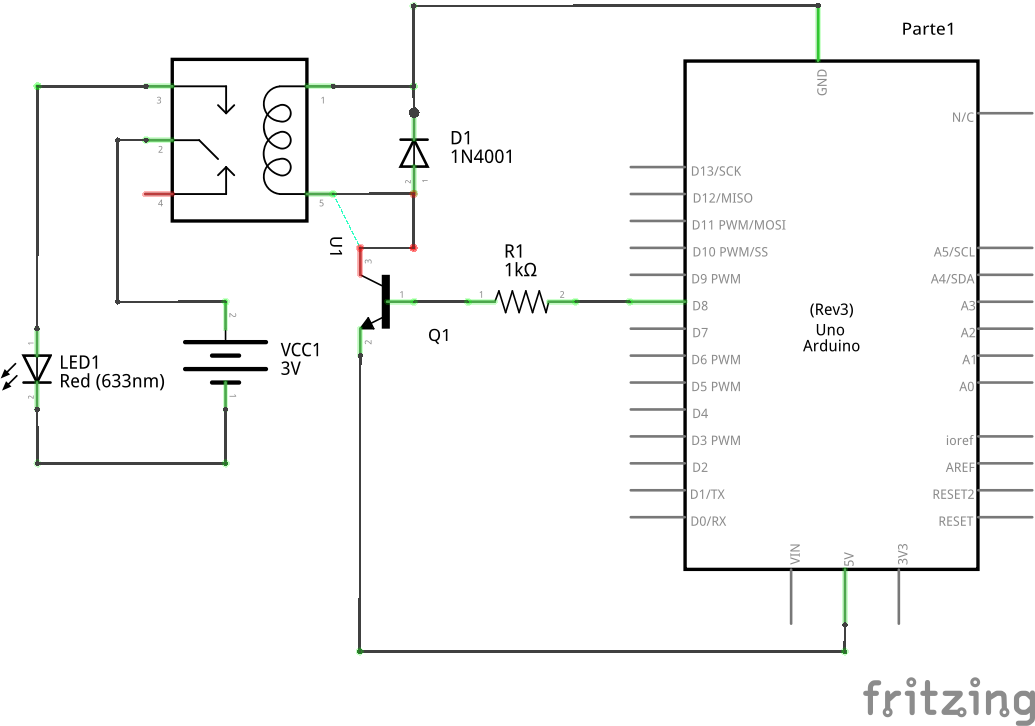 Parte1
GND
N/C
3
1
D1
1N4001
2
D13/SCK
2
1
D12/MISO
4
5
D11 PWM/MOSI
U1
D10 PWM/SS
A5/SCL
3
R1
1kΩ
D9 PWM
A4/SDA
1
1
2
D8
A3
(Rev3)
Uno
Arduino
2
Q1
2
D7
A2
1
VCC1
3V
D6 PWM
A1
LED1
Red (633nm)
D5 PWM
A0
2
1
D4
D3 PWM
ioref
D2
AREF
D1/TX
RESET2
D0/RX
RESET
VIN
5V
3V3
fritzing